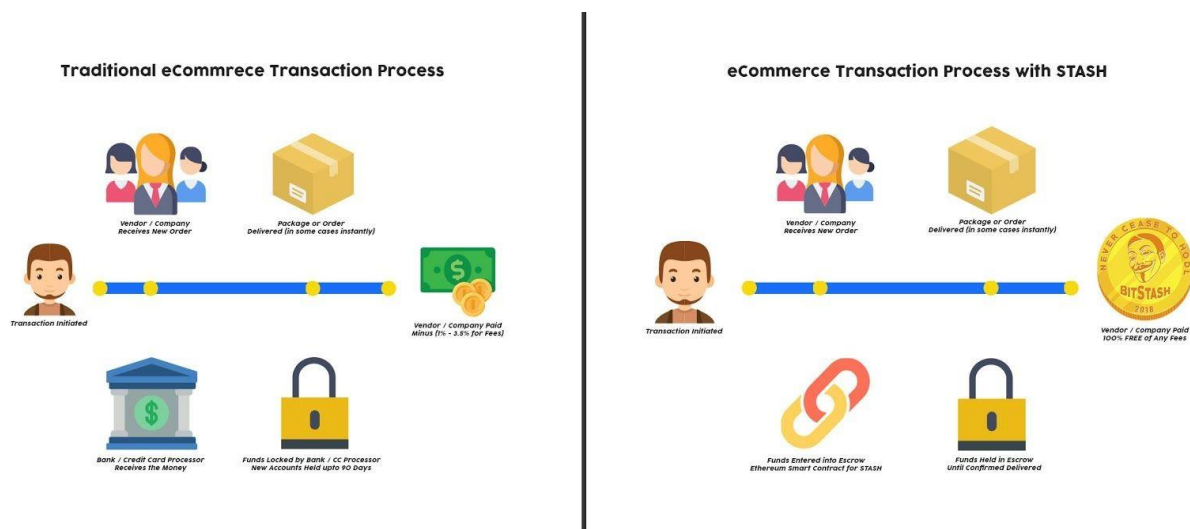 Traditional eCommrece Transaction Process
Vendor / Company
Receives New Order
Package or Order
Delivered (in some cases instantly)
Transaction Initiated
$
Vendor / Company Paid
Minus (1% - 3.5% for Fees)
$
Bank / Credit Card Processor
Receives the Money
Funds Locked by Bank / CC Processor
New Accounts Held upto 90 Days
eCommerce Transaction Process with STASH
Vendor / Company
Receives New Order
Package or Order
Delivered (in some cases instantly)
Transaction Initiated
NEVER CEASE TO HODL
BITSTASH
2018
Vendor / Company Paid
100% FREE of Any Fees
Funds Entered into Escrow
Ethereum Smart Contract for STASH
Funds Held in Escrow
Until Confirmed Delivered